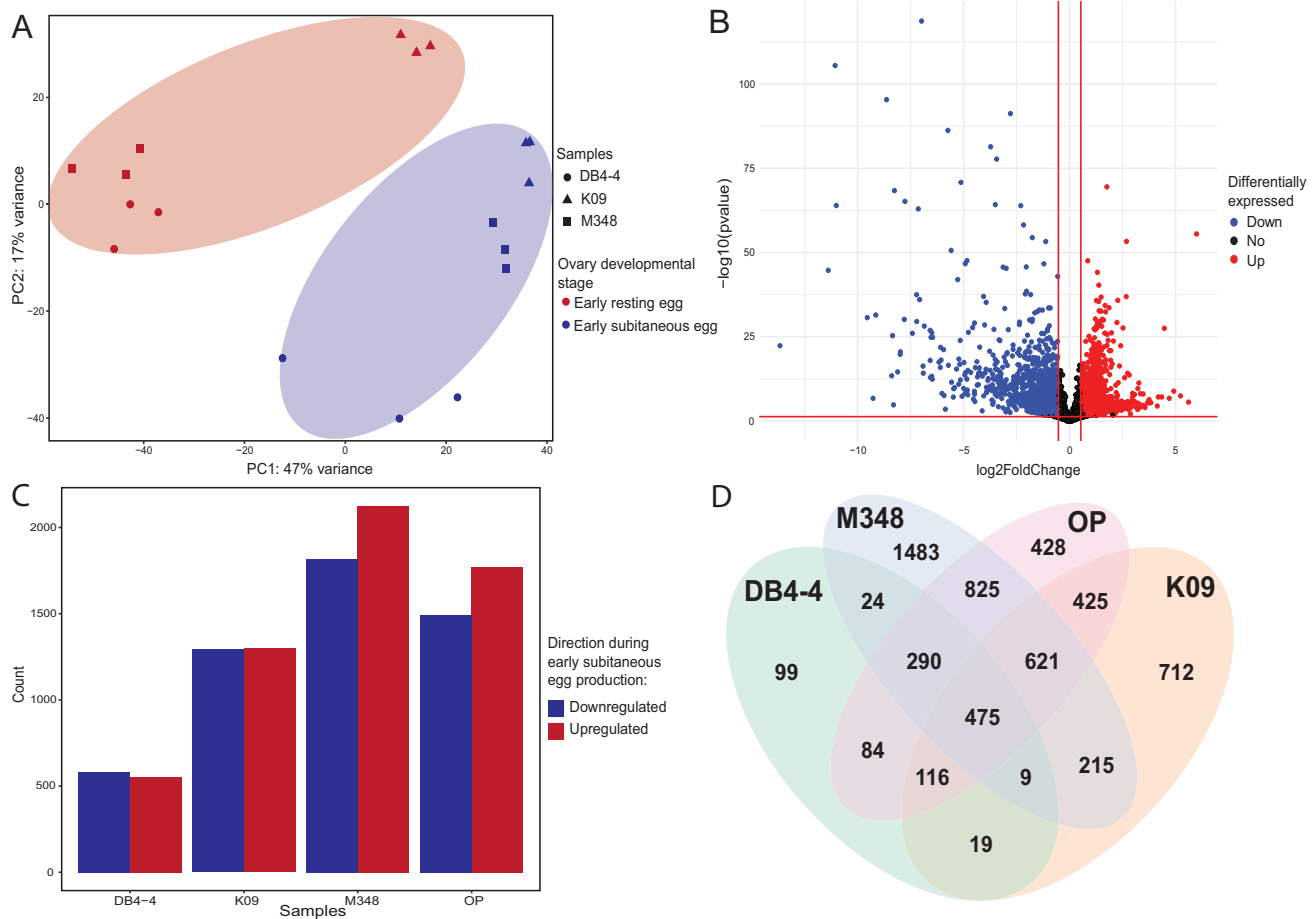 A
20
0
−20
−40
PC2: 17% variance
−40
−20
0
20
40
PC1: 47% variance
Samples
DB4-4
K09
M348
Ovary developmental
stage
Early resting egg
Early subitaneous egg
B
100
75
50
25
0
−log10(pvalue)
−10
−5
0
5
log2FoldChange
Differentially
expressed
Down
No
Up
C
2000
1500
1000
500
0
Count
DB4−4
K09
M348
OP
Samples
Direction during
early subitaneous
egg production:
Downregulated
Upregulated
D
M348
OP
DB4-4
K09
1483
428
24
825
425
99
290
621
712
475
84
116
9
215
19